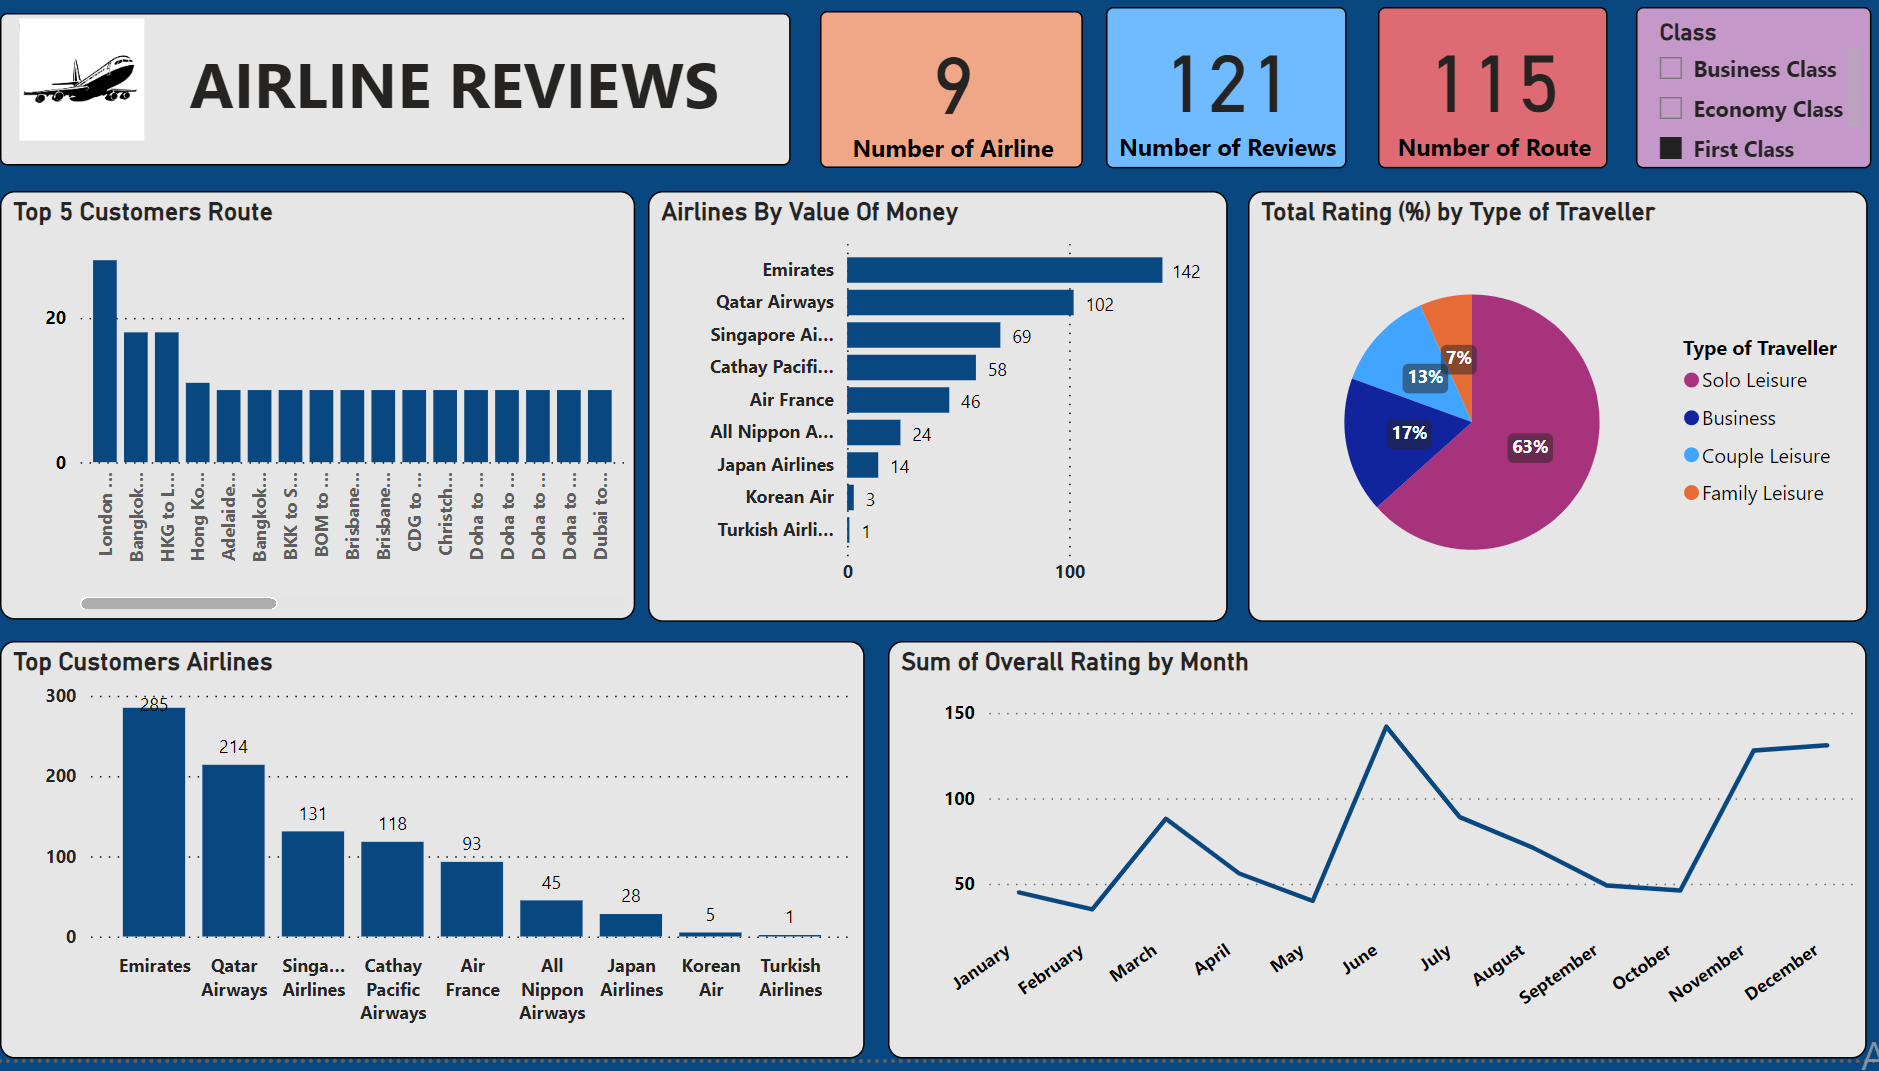 AIRLINE REVIEWS
9
Number of Airline
121
Number of Reviews
115
Number of Route
Class
Business Class
Economy Class
First Class
Top 5 Customers Route
20
0
London ...
Bangkok...
HKG to L...
Hong Ko...
Adelaide...
Bangkok...
BKK to S...
BOM to ...
Brisbane...
Brisbane...
CDG to ...
Christch...
Doha to ...
Doha to ...
Doha to ...
Doha to ...
Dubai to...
Airlines By Value Of Money
Emirates 142
Qatar Airways 102
Singapore Ai... 69
Cathay Pacifi... 58
Air France 46
All Nippon A... 24
Japan Airlines 14
Korean Air 3
Turkish Airli... 1
0 100
Total Rating (%) by Type of Traveller
7%
13%
17%
63%
Type of Traveller
Solo Leisure
Business
Couple Leisure
Family Leisure
Top Customers Airlines
300
200
100
0
285
214
131
118
93
45
28
5
1
Emirates
Qatar
Airways
Singa...
Airlines
Cathay
Pacific
Airways
Air
France
All
Nippon
Airways
Japan
Airlines
Korean
Air
Turkish
Airlines
Sum of Overall Rating by Month
150
100
50
January
February
March
April
May
June
July
August
September
October
November
December
A